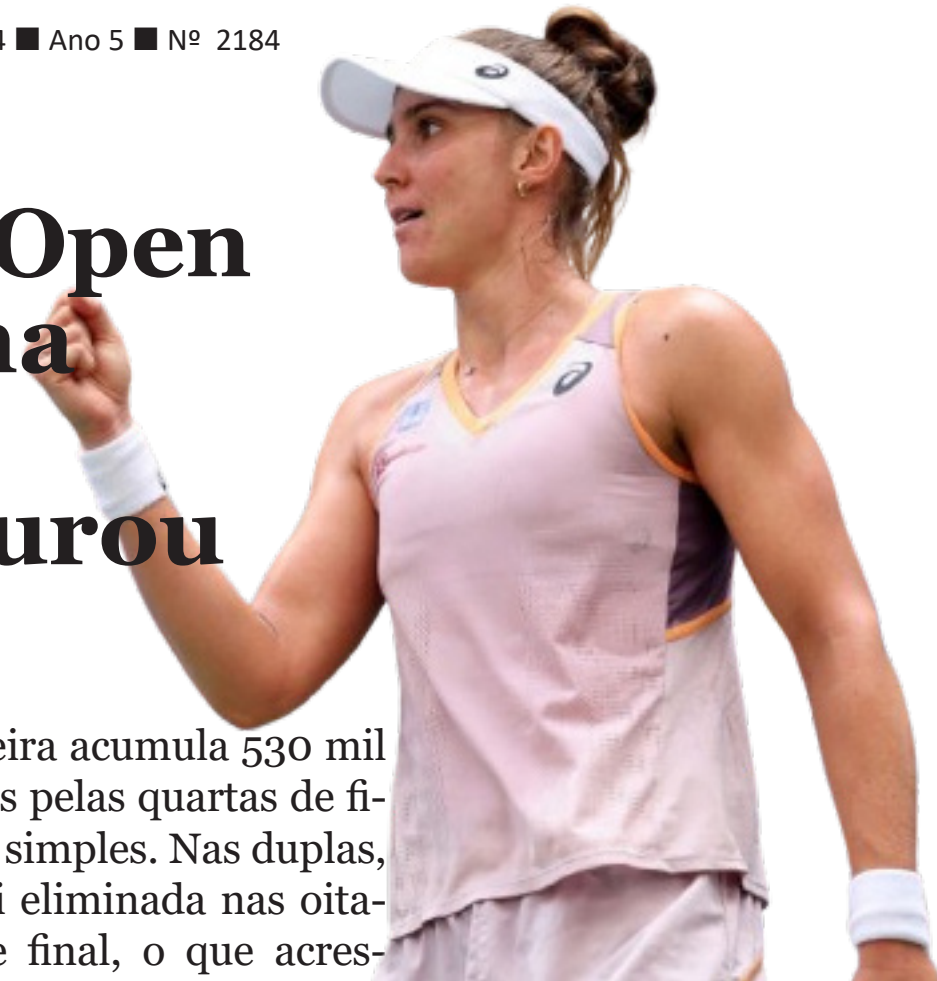 4 ■ Ano 5 ■ Nº 2184
Open
na
urou
eira acumula 530 mil
s pelas quartas de fi-
simples. Nas duplas,
i eliminada nas oita-
e final, o que acres-